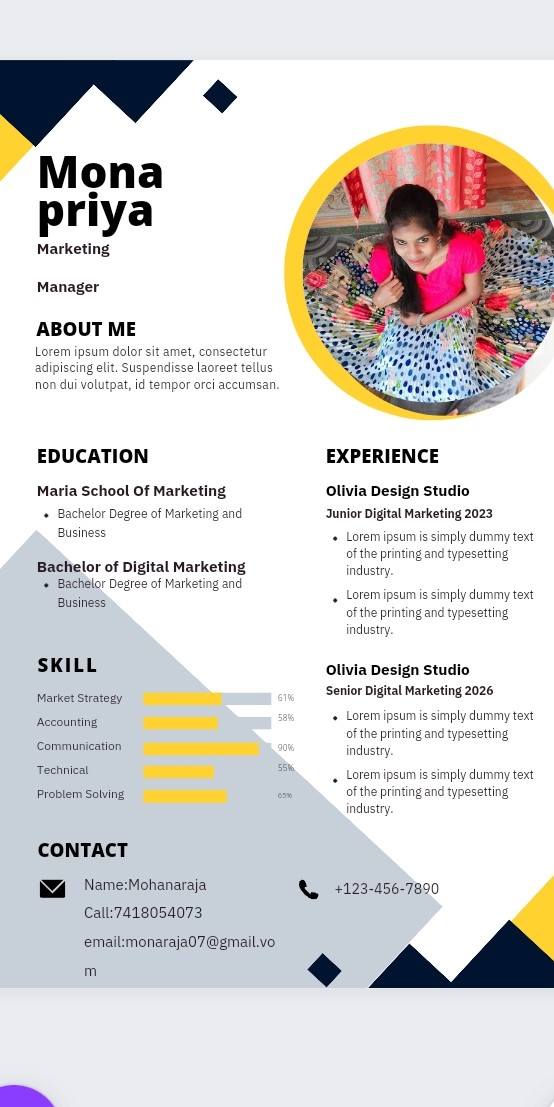 Mona
priya
Marketing
Manager
ABOUT ME
Lorem ipsum dolor sit amet, consectetur
adipiscing elit. Suspendisse laoreet tellus
non dui volutpat, id tempor orci accumsan.
EDUCATION
Maria School Of Marketing
Bachelor Degree of Marketing and
Business
Bachelor of Digital Marketing
Bachelor Degree of Marketing and
Business
SKILL
Market Strategy 61%
Accounting 58%
Communication 90%
Technical 55%
Problem Solving 65%
EXPERIENCE
Olivia Design Studio
Junior Digital Marketing 2023
Lorem ipsum is simply dummy text
of the printing and typesetting
industry.
Lorem ipsum is simply dummy text
of the printing and typesetting
industry.
Olivia Design Studio
Senior Digital Marketing 2026
Lorem ipsum is simply dummy text
of the printing and typesetting
industry.
Lorem ipsum is simply dummy text
of the printing and typesetting
industry.
CONTACT
Name:Mohanaraja
Call:7418054073
email:monaraja07@gmail.vo
m
+123-456-7890